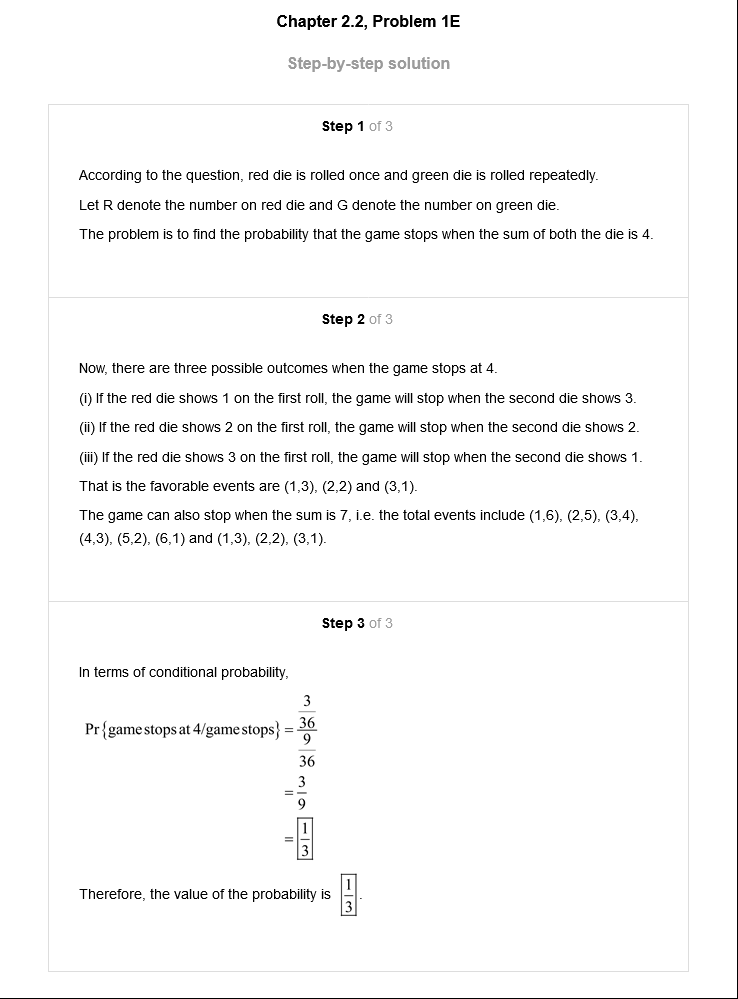 Chapter 2.2, Problem 1E
Step-by-step solution
Step 1 of 3
According to the question, red die is rolled once and green die is rolled repeatedly.
Let R denote the number on red die and G denote the number on green die.
The problem is to find the probability that the game stops when the sum of both the die is 4.
Step 2 of 3
Now, there are three possible outcomes when the game stops at 4.
(i) If the red die shows 1 on the first roll, the game will stop when the second die shows 3.
(ii) If the red die shows 2 on the first roll, the game will stop when the second die shows 2.
(iii) If the red die shows 3 on the first roll, the game will stop when the second die shows 1.
That is the favorable events are (1,3), (2,2) and (3,1).
The game can also stop when the sum is 7, i.e. the total events include (1,6), (2,5), (3,4),
(4,3), (5,2), (6,1) and (1,3), (2,2), (3,1).
Step 3 of 3
In terms of conditional probability,
3
36
Pr{game stops at 4/game stops} =
9
36
3
=
9
1
=
3
Therefore, the value of the probability is 1/3.